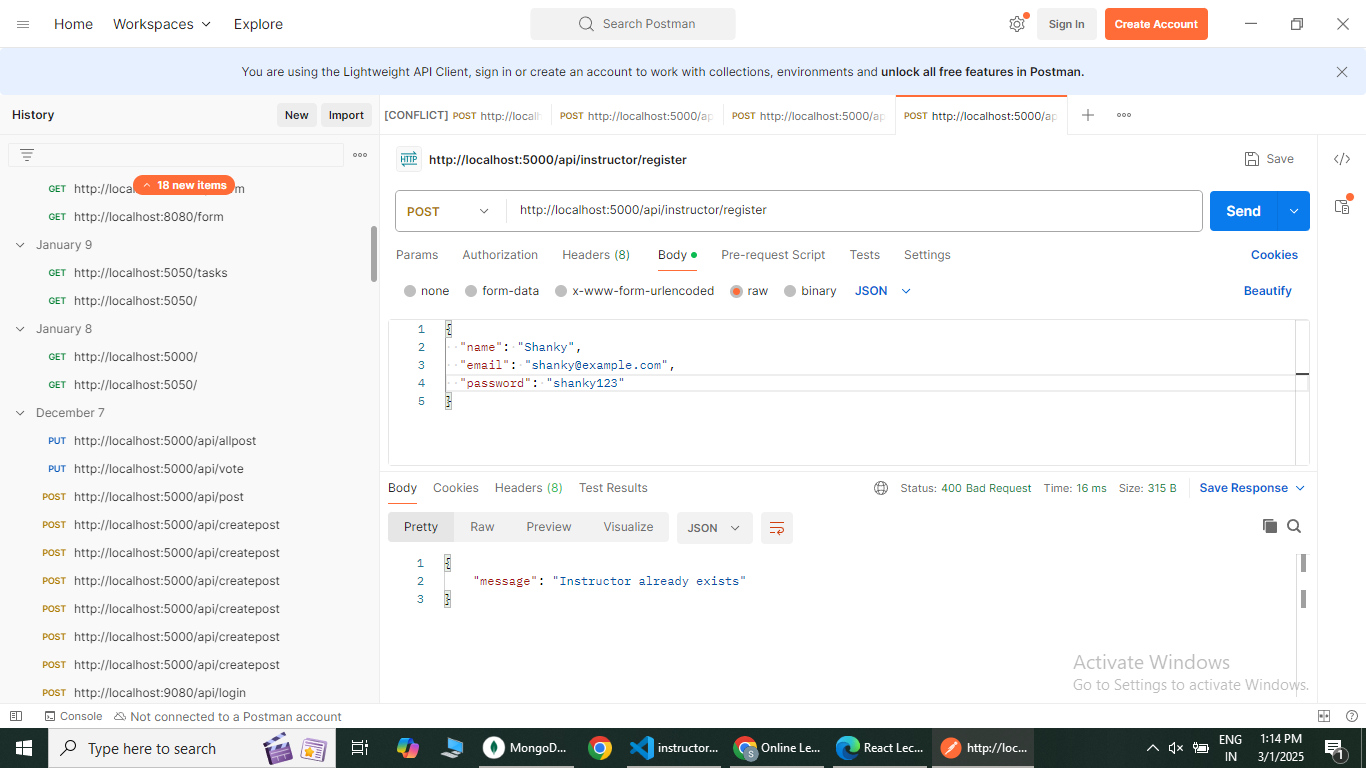 Home Workspaces Explore Search Postman Sign In Create Account
You are using the Lightweight API Client, sign in or create an account to work with collections, environments and unlock all free features in Postman.
History New Import
[CONFLICT] POST http://local POST http://localhost:5000/ap POST http://localhost:5000/ap POST http://localhost:5000/ap
HTTP http://localhost:5000/api/instructor/register Save
18 new items
GET http://loca
GET http://localhost:8080/form
January 9
GET http://localhost:5050/tasks
GET http://localhost:5050/
January 8
GET http://localhost:5000/
GET http://localhost:5050/
December 7
PUT http://localhost:5000/api/allpost
PUT http://localhost:5000/api/vote
POST http://localhost:5000/api/post
POST http://localhost:5000/api/createpost
POST http://localhost:5000/api/createpost
POST http://localhost:5000/api/createpost
POST http://localhost:5000/api/createpost
POST http://localhost:5000/api/createpost
POST http://localhost:5000/api/createpost
POST http://localhost:9080/api/login
POST http://localhost:5000/api/instructor/register Send
Params Authorization Headers (8) Body Pre-request Script Tests Settings Cookies
none form-data x-www-form-urlencoded raw binary JSON Beautify
1 {
2 "name": "Shanky",
3 "email": "shanky@example.com",
4 "password": "shanky123"
5 }
Body Cookies Headers (8) Test Results Status: 400 Bad Request Time: 16 ms Size: 315 B Save Response
Pretty Raw Preview Visualize JSON
1 {
2 "message": "Instructor already exists"
3 }
Activate Windows
Go to Settings to activate Windows.
Console Not connected to a Postman account
Type here to search MongoD... instructor... Online Le... React Lec... http://loc... ENG 1:14 PM
IN 3/1/2025 1